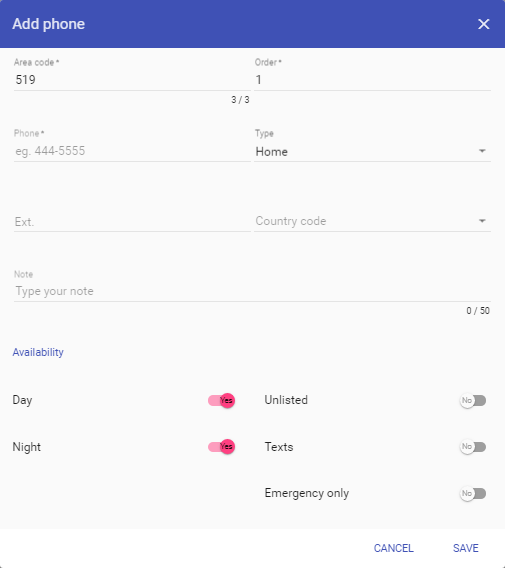 Add phone
Area code *
Order *
519
1
3 / 3
Phone *
Type
eg. 444-5555
Home
Ext.
Country code
Note
Type your note
0 / 50
Availability
Day
Yes
Unlisted
No
Night
Yes
Texts
No
Emergency only
No
CANCEL
SAVE